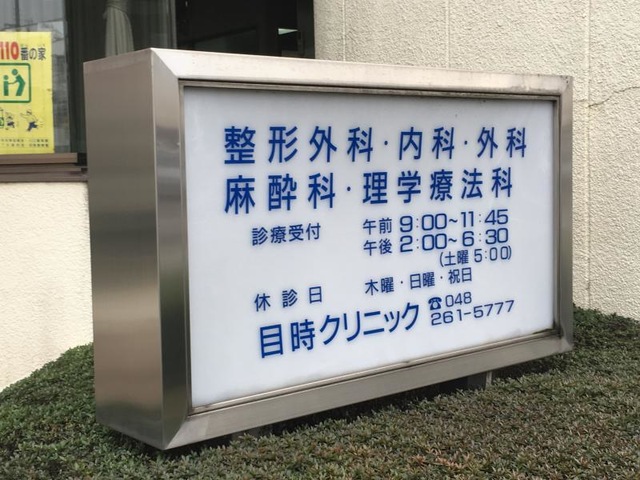 110番の家
整形外科・内科・外科
麻酔科・理学療法科
診療受付 午前 9:00~11:45
午後 2:00~6:30
(土曜 5:00)
休診日 木曜・日曜・祝日
目時クリニック ☎048
261-5777